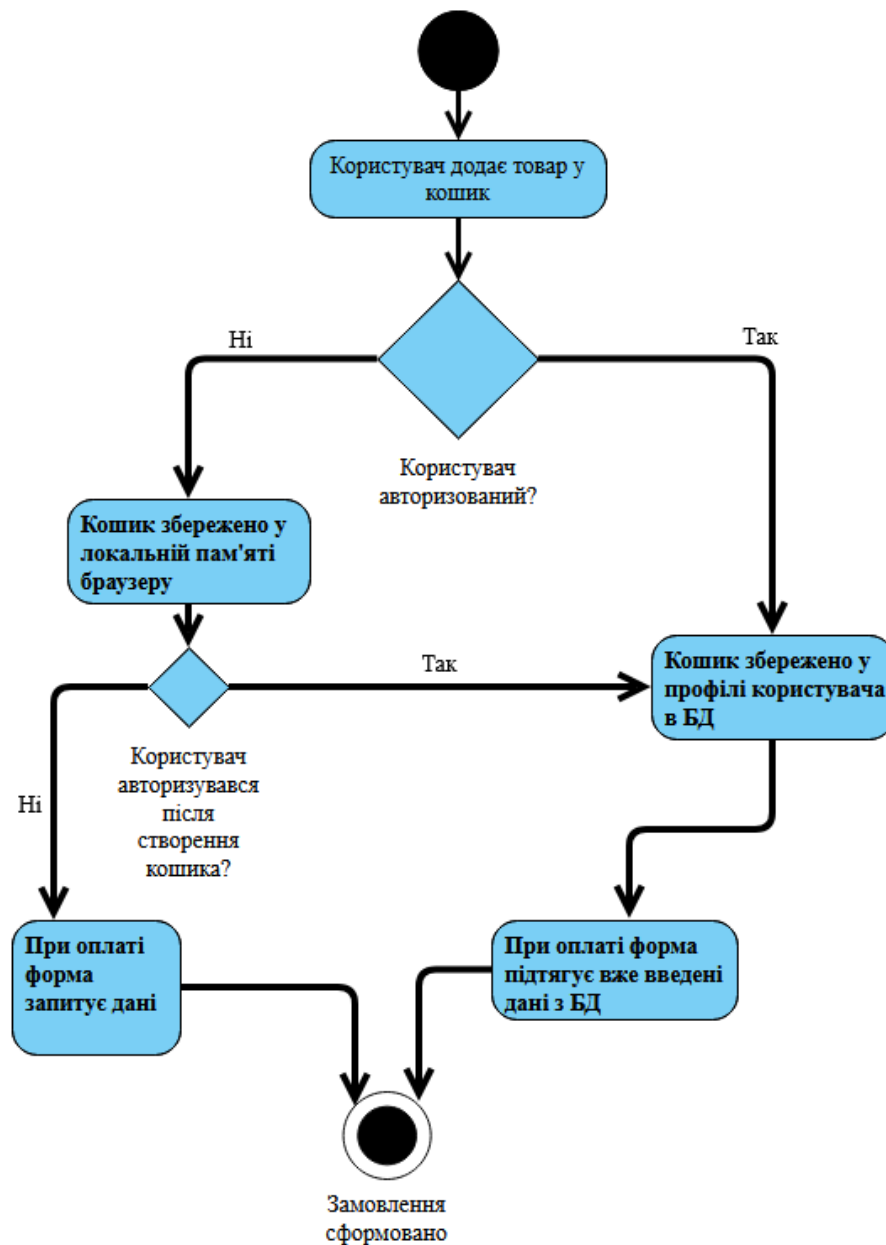 Користувач додає товар у
кошик
Ні
Так
Користувач
авторизований?
Кошик збережено у
локальній пам'яті
браузеру
Так
Кошик збережено у
профілі користувача
в БД
Користувач
авторизувався
після
створення
кошика?
Ні
При оплаті
форма
запитує дані
При оплаті форма
підтягує вже введені
дані з БД
Замовлення
сформовано